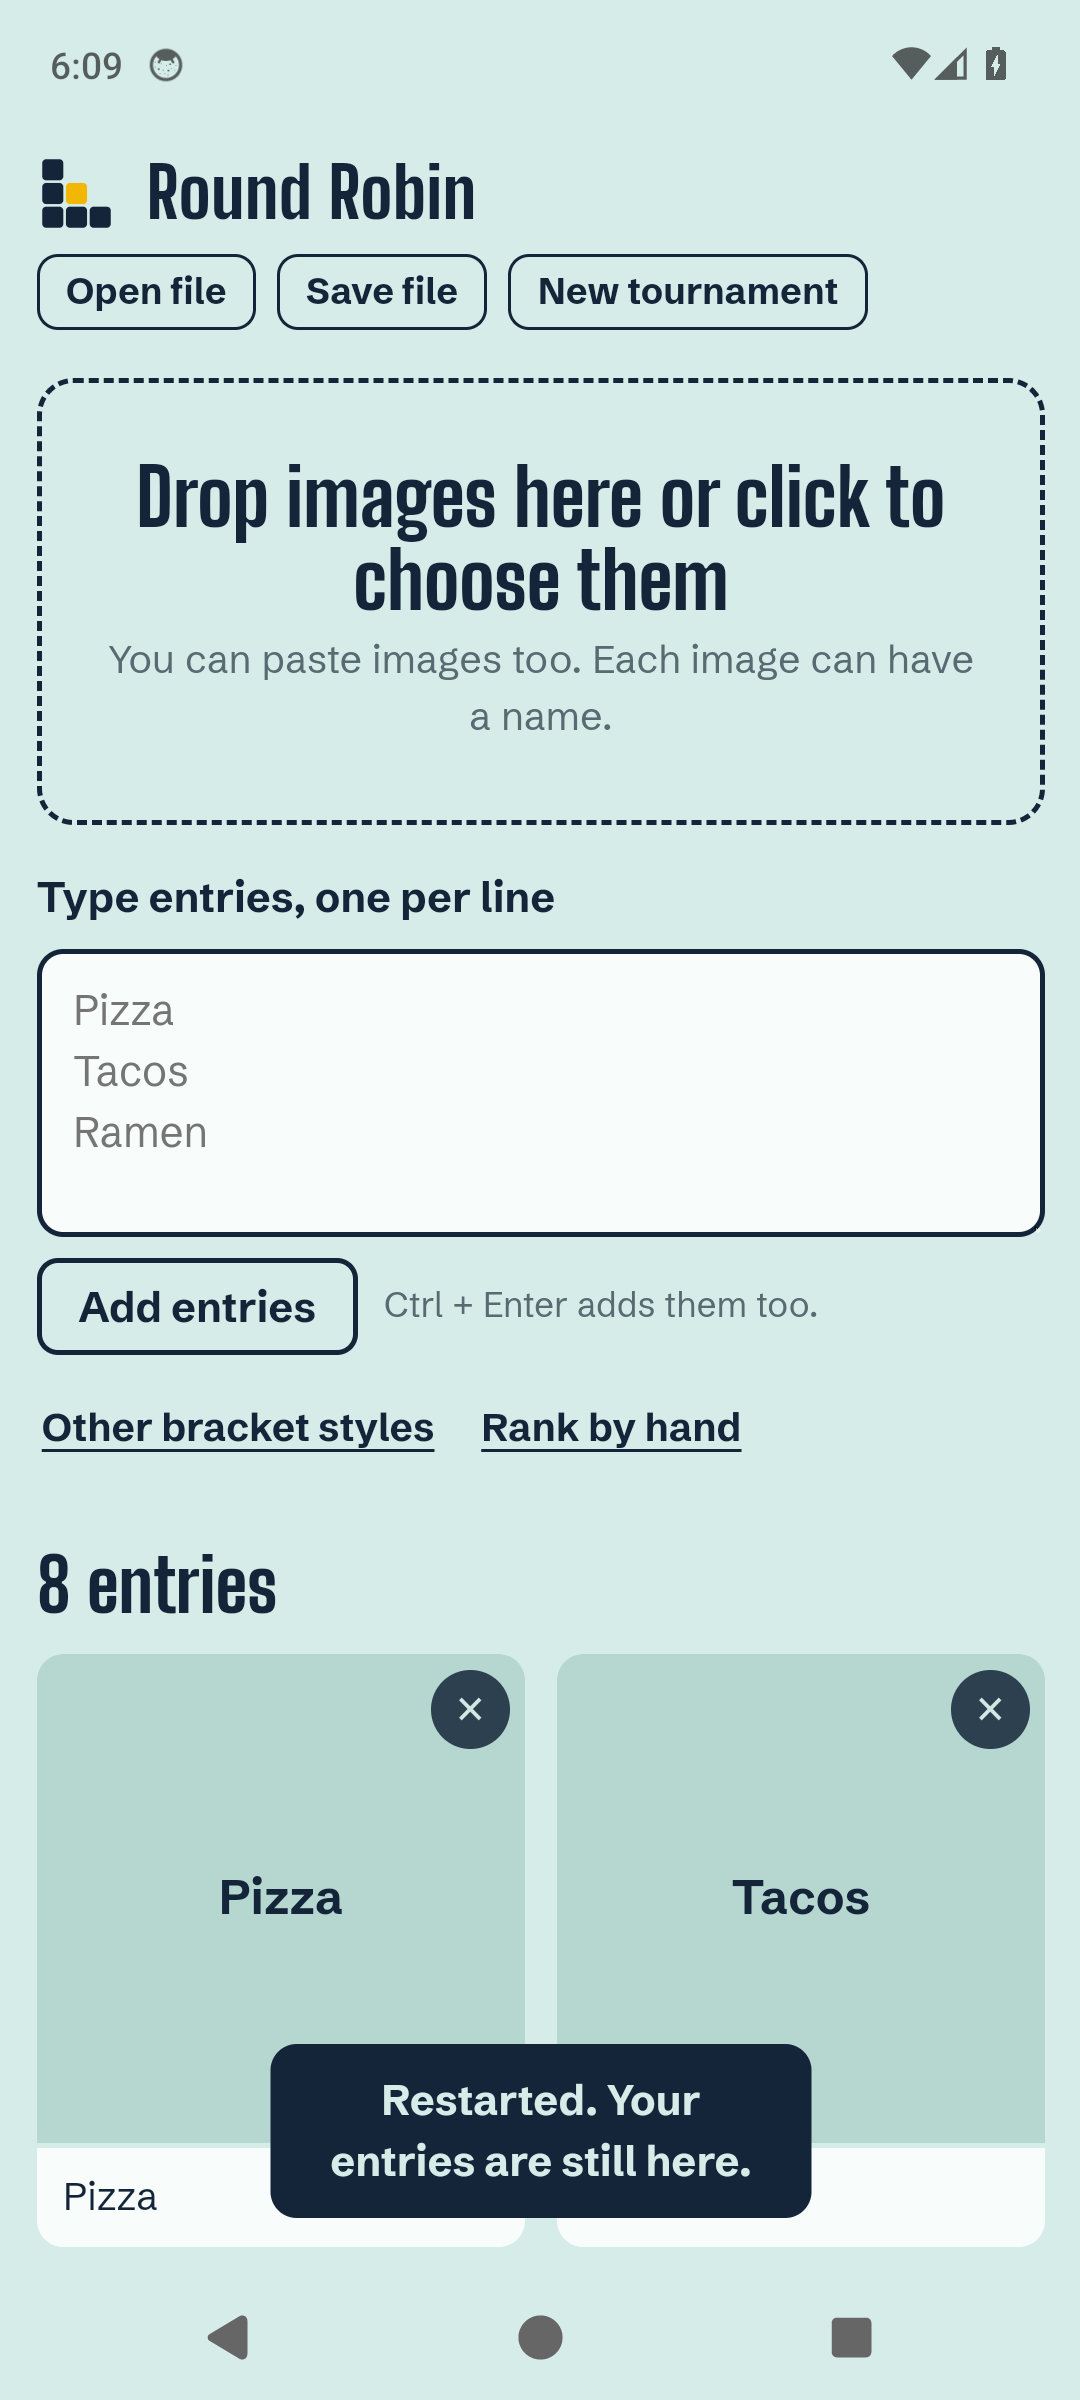 6:09
Round Robin
Open file
Save file
New tournament
Drop images here or click to
choose them
You can paste images too. Each image can have
a name.
Type entries, one per line
Pizza
Tacos
Ramen
Add entries
Ctrl + Enter adds them too.
Other bracket styles
Rank by hand
8 entries
Pizza
Tacos
Restarted. Your
entries are still here.
Pizza